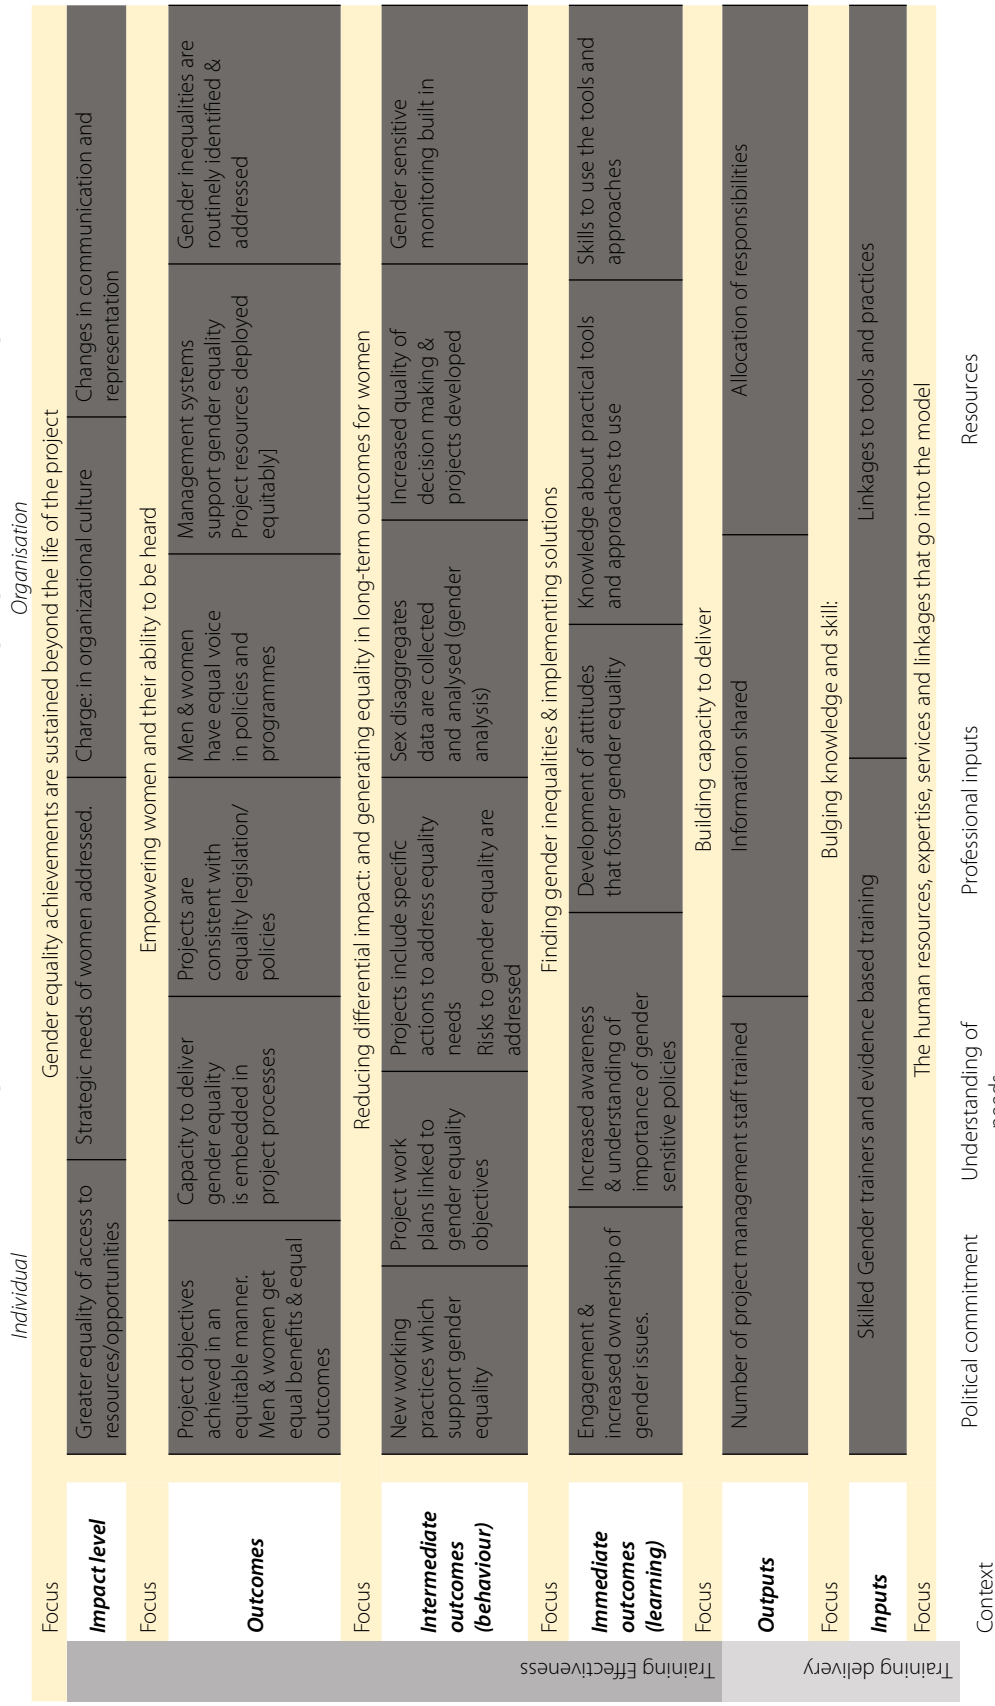 Individual
Organisation
Focus
Gender equality achievements are sustained beyond the life of the project
Impact level
Greater equality of access to
resources/opportunities
Strategic needs of women addressed.
Charge: in organizational culture
Changes in communication and
representation
Focus
Empowering women and their ability to be heard
Outcomes
Project objectives
achieved in an
equitable manner.
Men & women get
equal benefits & equal
outcomes
Capacity to deliver
gender equality
is embedded in
project processes
Projects are
consistent with
equality legislation/
policies
Men & women
have equal voice
in policies and
programmes
Management systems
support gender equality
Project resources deployed
equitably]
Gender inequalities are
routinely identified &
addressed
Focus
Reducing differential impact: and generating equality in long-term outcomes for women
Intermediate
outcomes
(behaviour)
New working
practices which
support gender
equality
Project work
plans linked to
gender equality
objectives
Projects include specific
actions to address equality
needs
Risks to gender equality are
addressed
Sex disaggregates
data are collected
and analysed (gender
analysis)
Increased quality of
decision making &
projects developed
Gender sensitive
monitoring built in
Focus
Finding gender inequalities & implementing solutions
Immediate
outcomes
(learning)
Engagement &
increased ownership of
gender issues.
Increased awareness
& understanding of
importance of gender
sensitive policies
Development of attitudes
that foster gender equality
Knowledge about practical tools
and approaches to use
Skills to use the tools and
approaches
Focus
Building capacity to deliver
Outputs
Number of project management staff trained
Information shared
Allocation of responsibilities
Focus
Bulging knowledge and skill:
Inputs
Skilled Gender trainers and evidence based training
Linkages to tools and practices
Focus
The human resources, expertise, services and linkages that go into the model
Training Effectiveness
Training delivery
Context
Political commitment
Understanding of
needs
Professional inputs
Resources